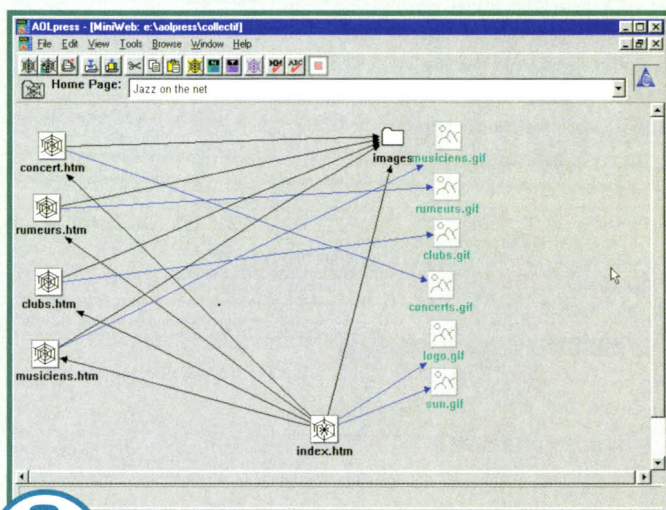 AOLpress - [MiniWeb: e:\aolpress\collectif]
File Edit View Tools Browse Window Help
Home Page: Jazz on the net
concert.htm
images
musiciens.gif
rumeurs.htm
rumeurs.gif
clubs.gif
clubs.htm
concerts.gif
logo.gif
musiciens.htm
sun.gif
index.htm